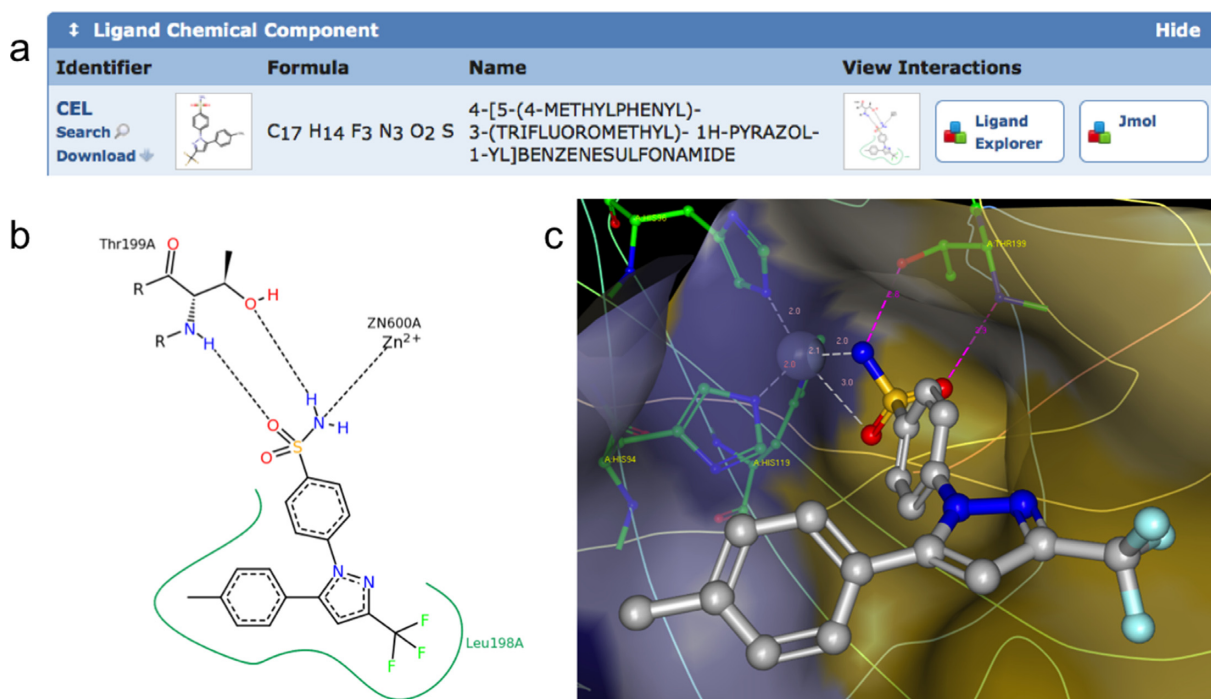 a
Ligand Chemical Component
Hide
Identifier Formula Name View Interactions
CEL
Search
Download
C17 H14 F3 N3 O2 S
4-[5-(4-METHYLPHENYL)-
3-(TRIFLUOROMETHYL)- 1H-PYRAZOL-
1-YL]BENZENESULFONAMIDE
Ligand
Explorer
Jmol
b
Thr199A
O
R
O H
N
R
H
ZN600A
Zn2+
H
N H
O
S
O
N
N
F
F
F
Leu198A
c
A:THR199
2.0
2.0
2.1
2.0
3.0
A:HIS94
A:HIS119